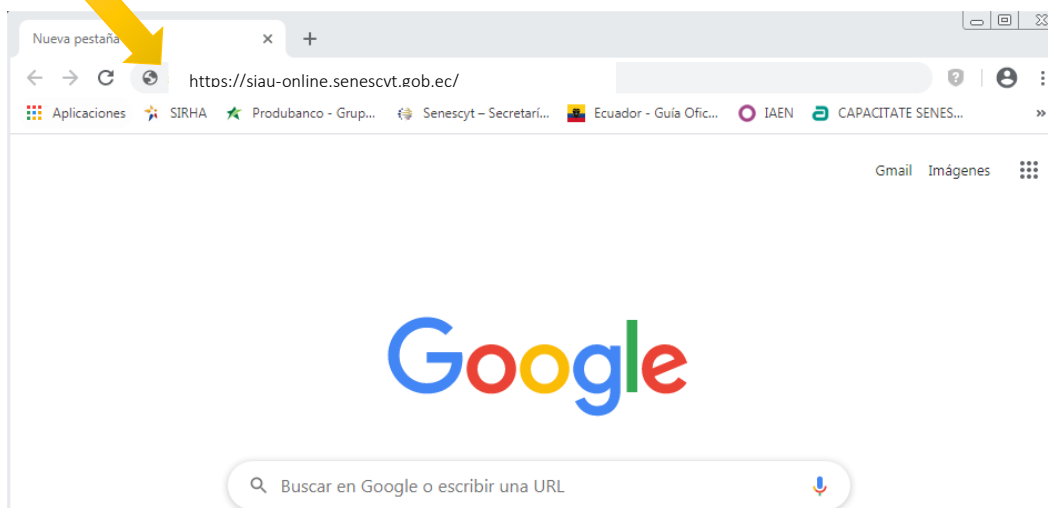 Nueva pestaña
https://siau-online.senescyt.gob.ec/
Aplicaciones SIRHA Produbanco - Grup... Senescyt – Secretarí... Ecuador - Guía Ofic... IAEN CAPACITATE SENES... »
Gmail Imágenes
Google
Buscar en Google o escribir una URL